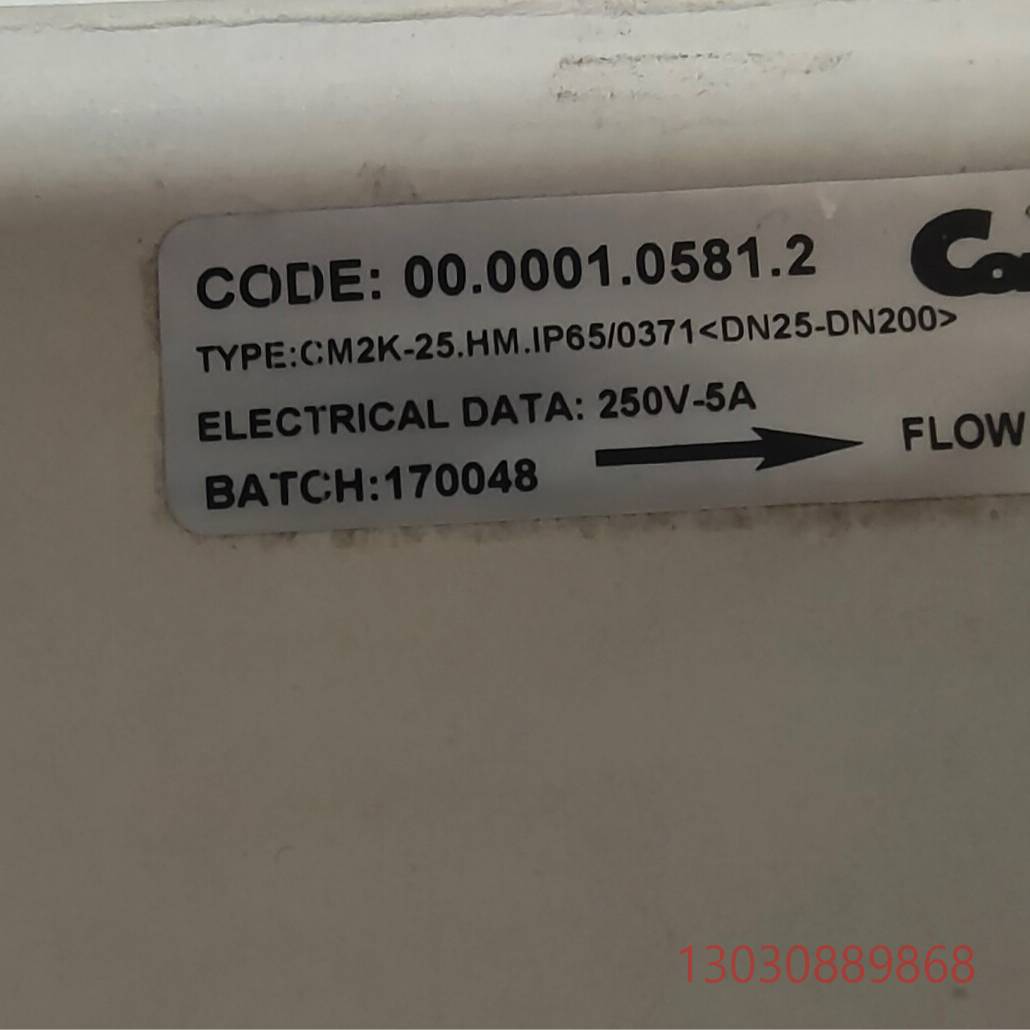 CODE: 00.0001.0581.2
TYPE:CM2K-25.HM.IP65/0371<DN25-DN200>
ELECTRICAL DATA: 250V-5A
FLOW
BATCH:170048
13030889868